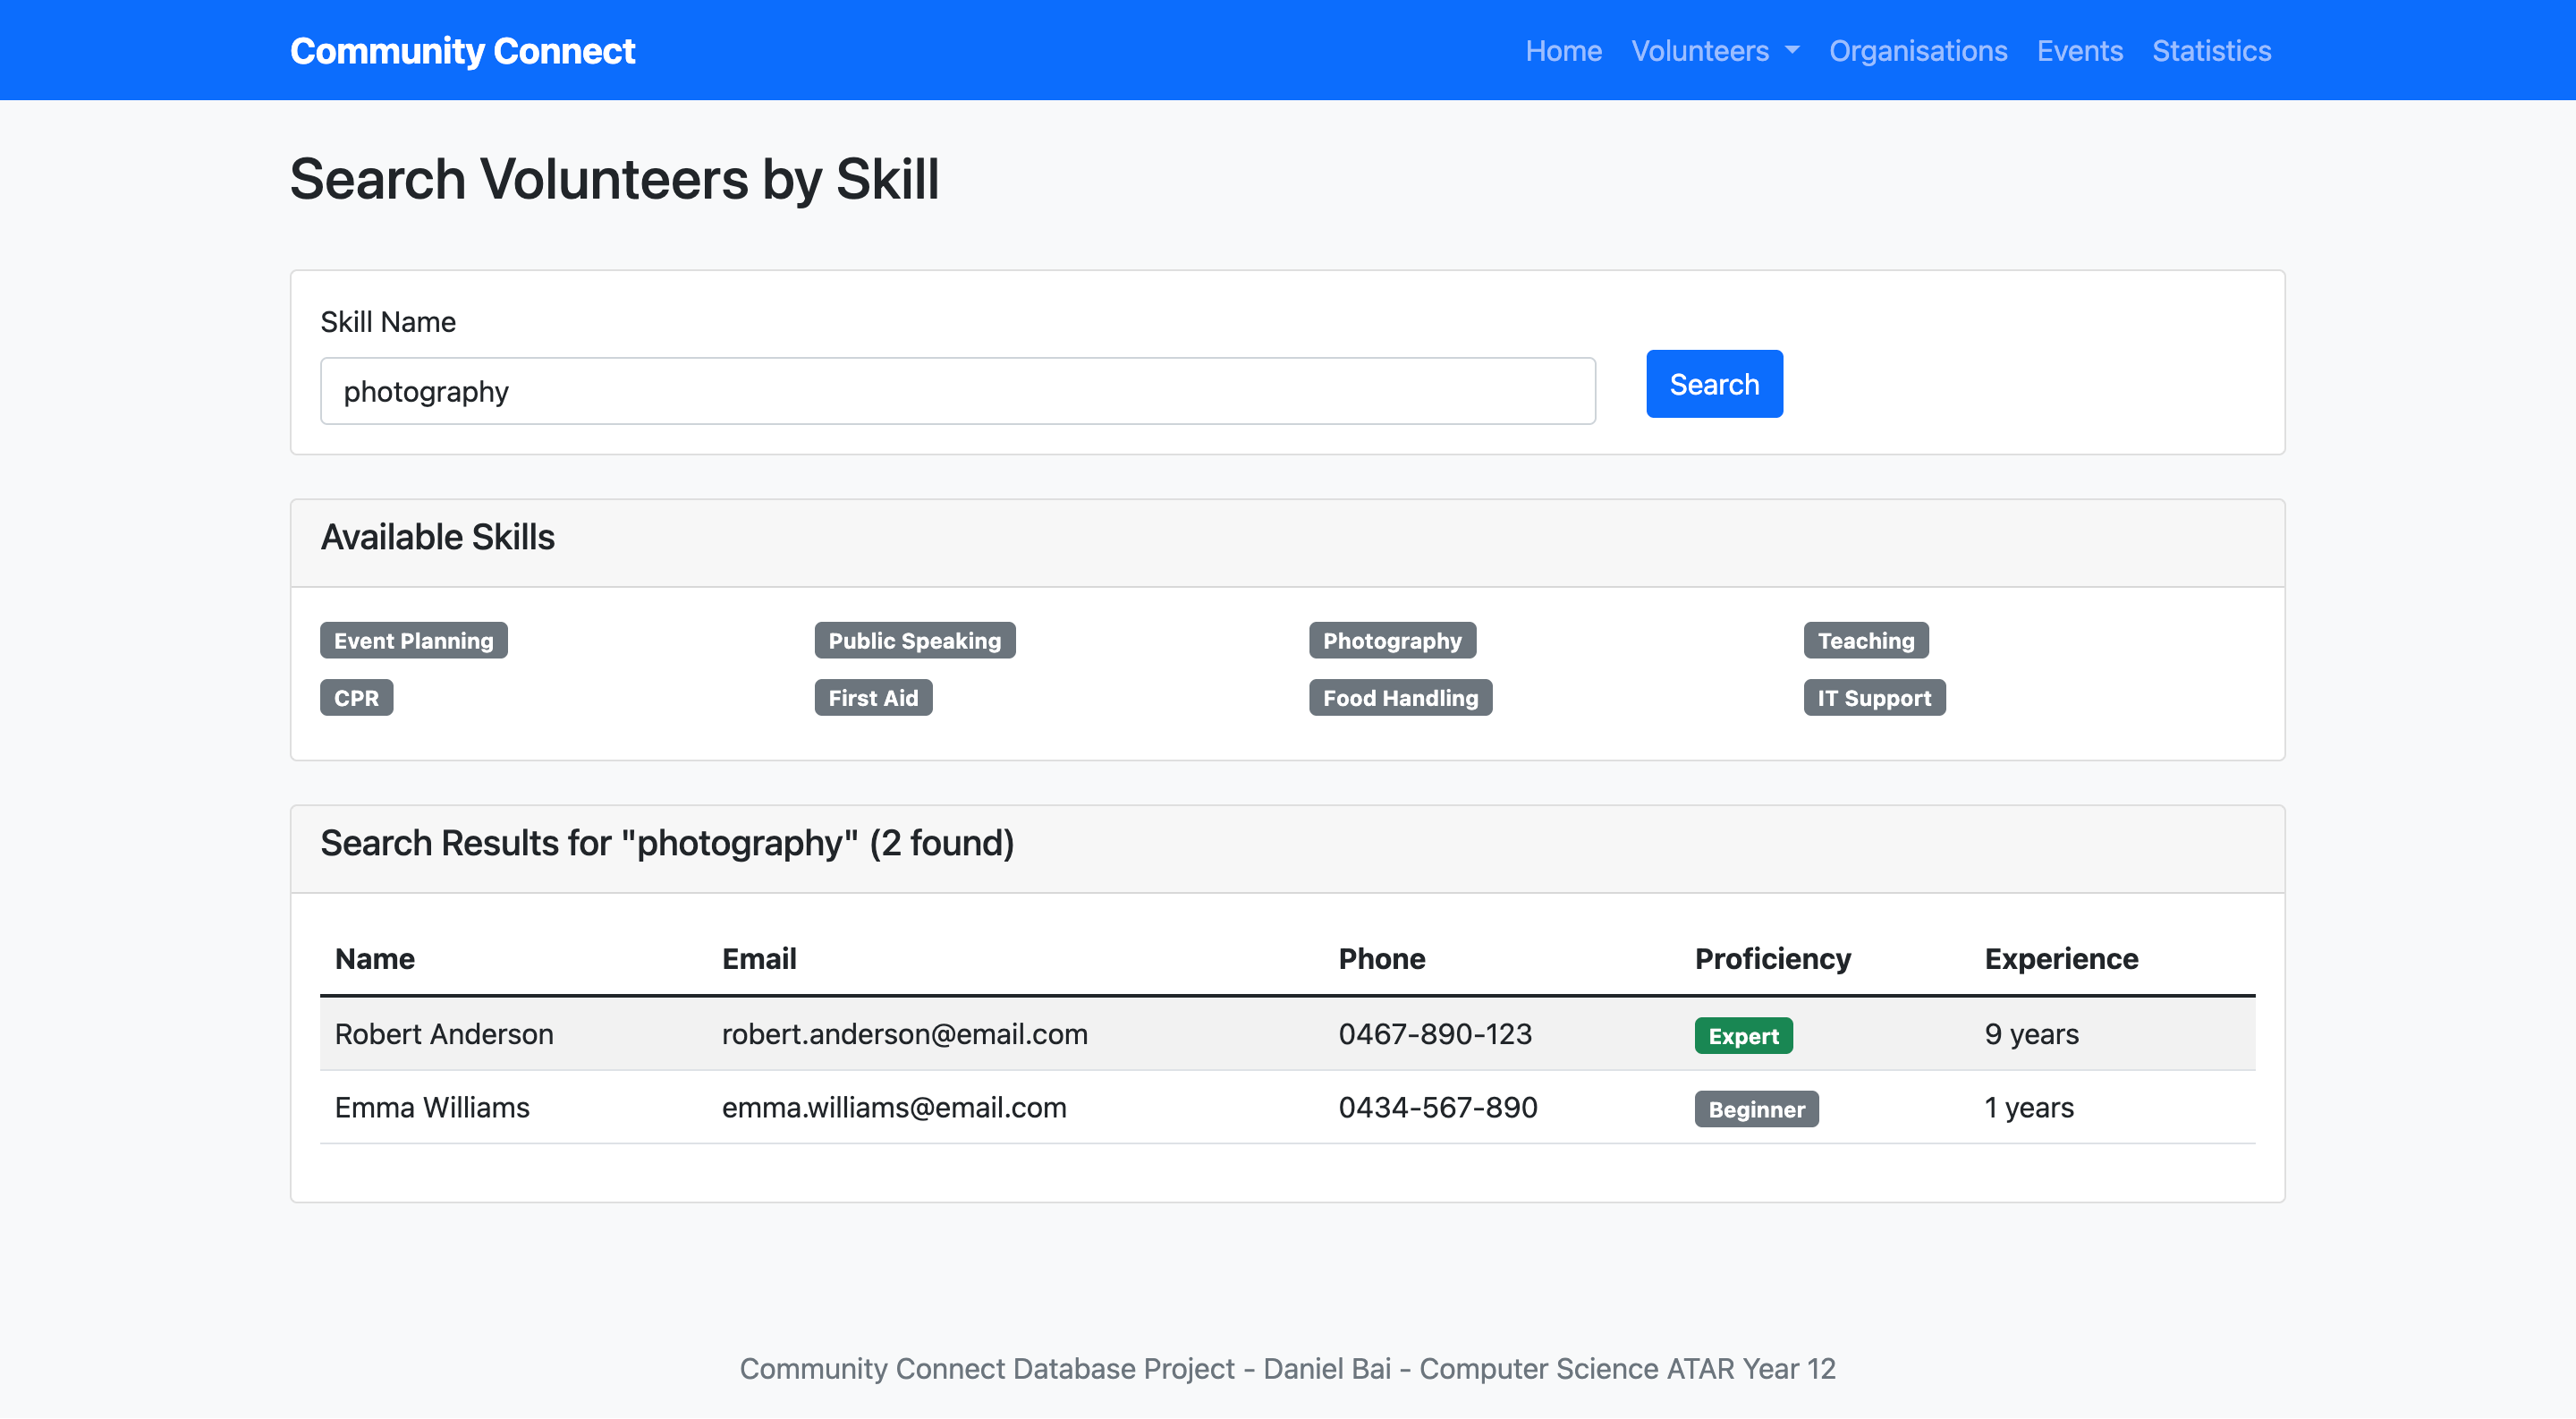 Community Connect Home Volunteers Organisations Events Statistics
Search Volunteers by Skill
Skill Name
photography Search
Available Skills
Event Planning Public Speaking Photography Teaching
CPR First Aid Food Handling IT Support
Search Results for "photography" (2 found)
Name Email Phone Proficiency Experience
Robert Anderson robert.anderson@email.com 0467-890-123 Expert 9 years
Emma Williams emma.williams@email.com 0434-567-890 Beginner 1 years
Community Connect Database Project - Daniel Bai - Computer Science ATAR Year 12